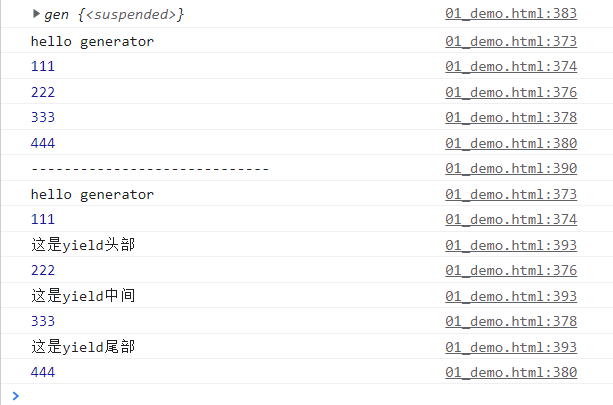 ▶ gen {<suspended>} 01_demo.html:383
hello generator 01_demo.html:373
111 01_demo.html:374
222 01_demo.html:376
333 01_demo.html:378
444 01_demo.html:380
----------------------------- 01_demo.html:390
hello generator 01_demo.html:373
111 01_demo.html:374
这是yield头部 01_demo.html:393
222 01_demo.html:376
这是yield中间 01_demo.html:393
333 01_demo.html:378
这是yield尾部 01_demo.html:393
444 01_demo.html:380
>